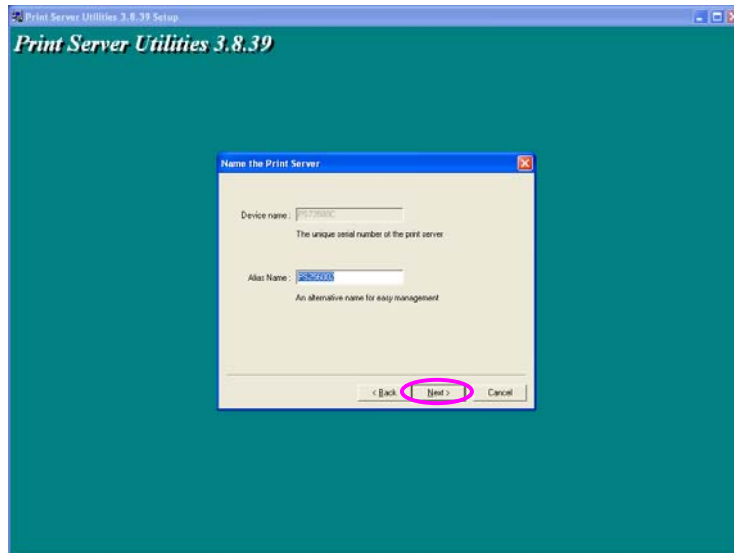 Print Server Utilities 3.8.39 Setup
Print Server Utilities 3.8.39
Name the Print Server
Device name :
The unique serial number of the print server
Alias Name :
An alternative name for easy management
< Back
Next >
Cancel